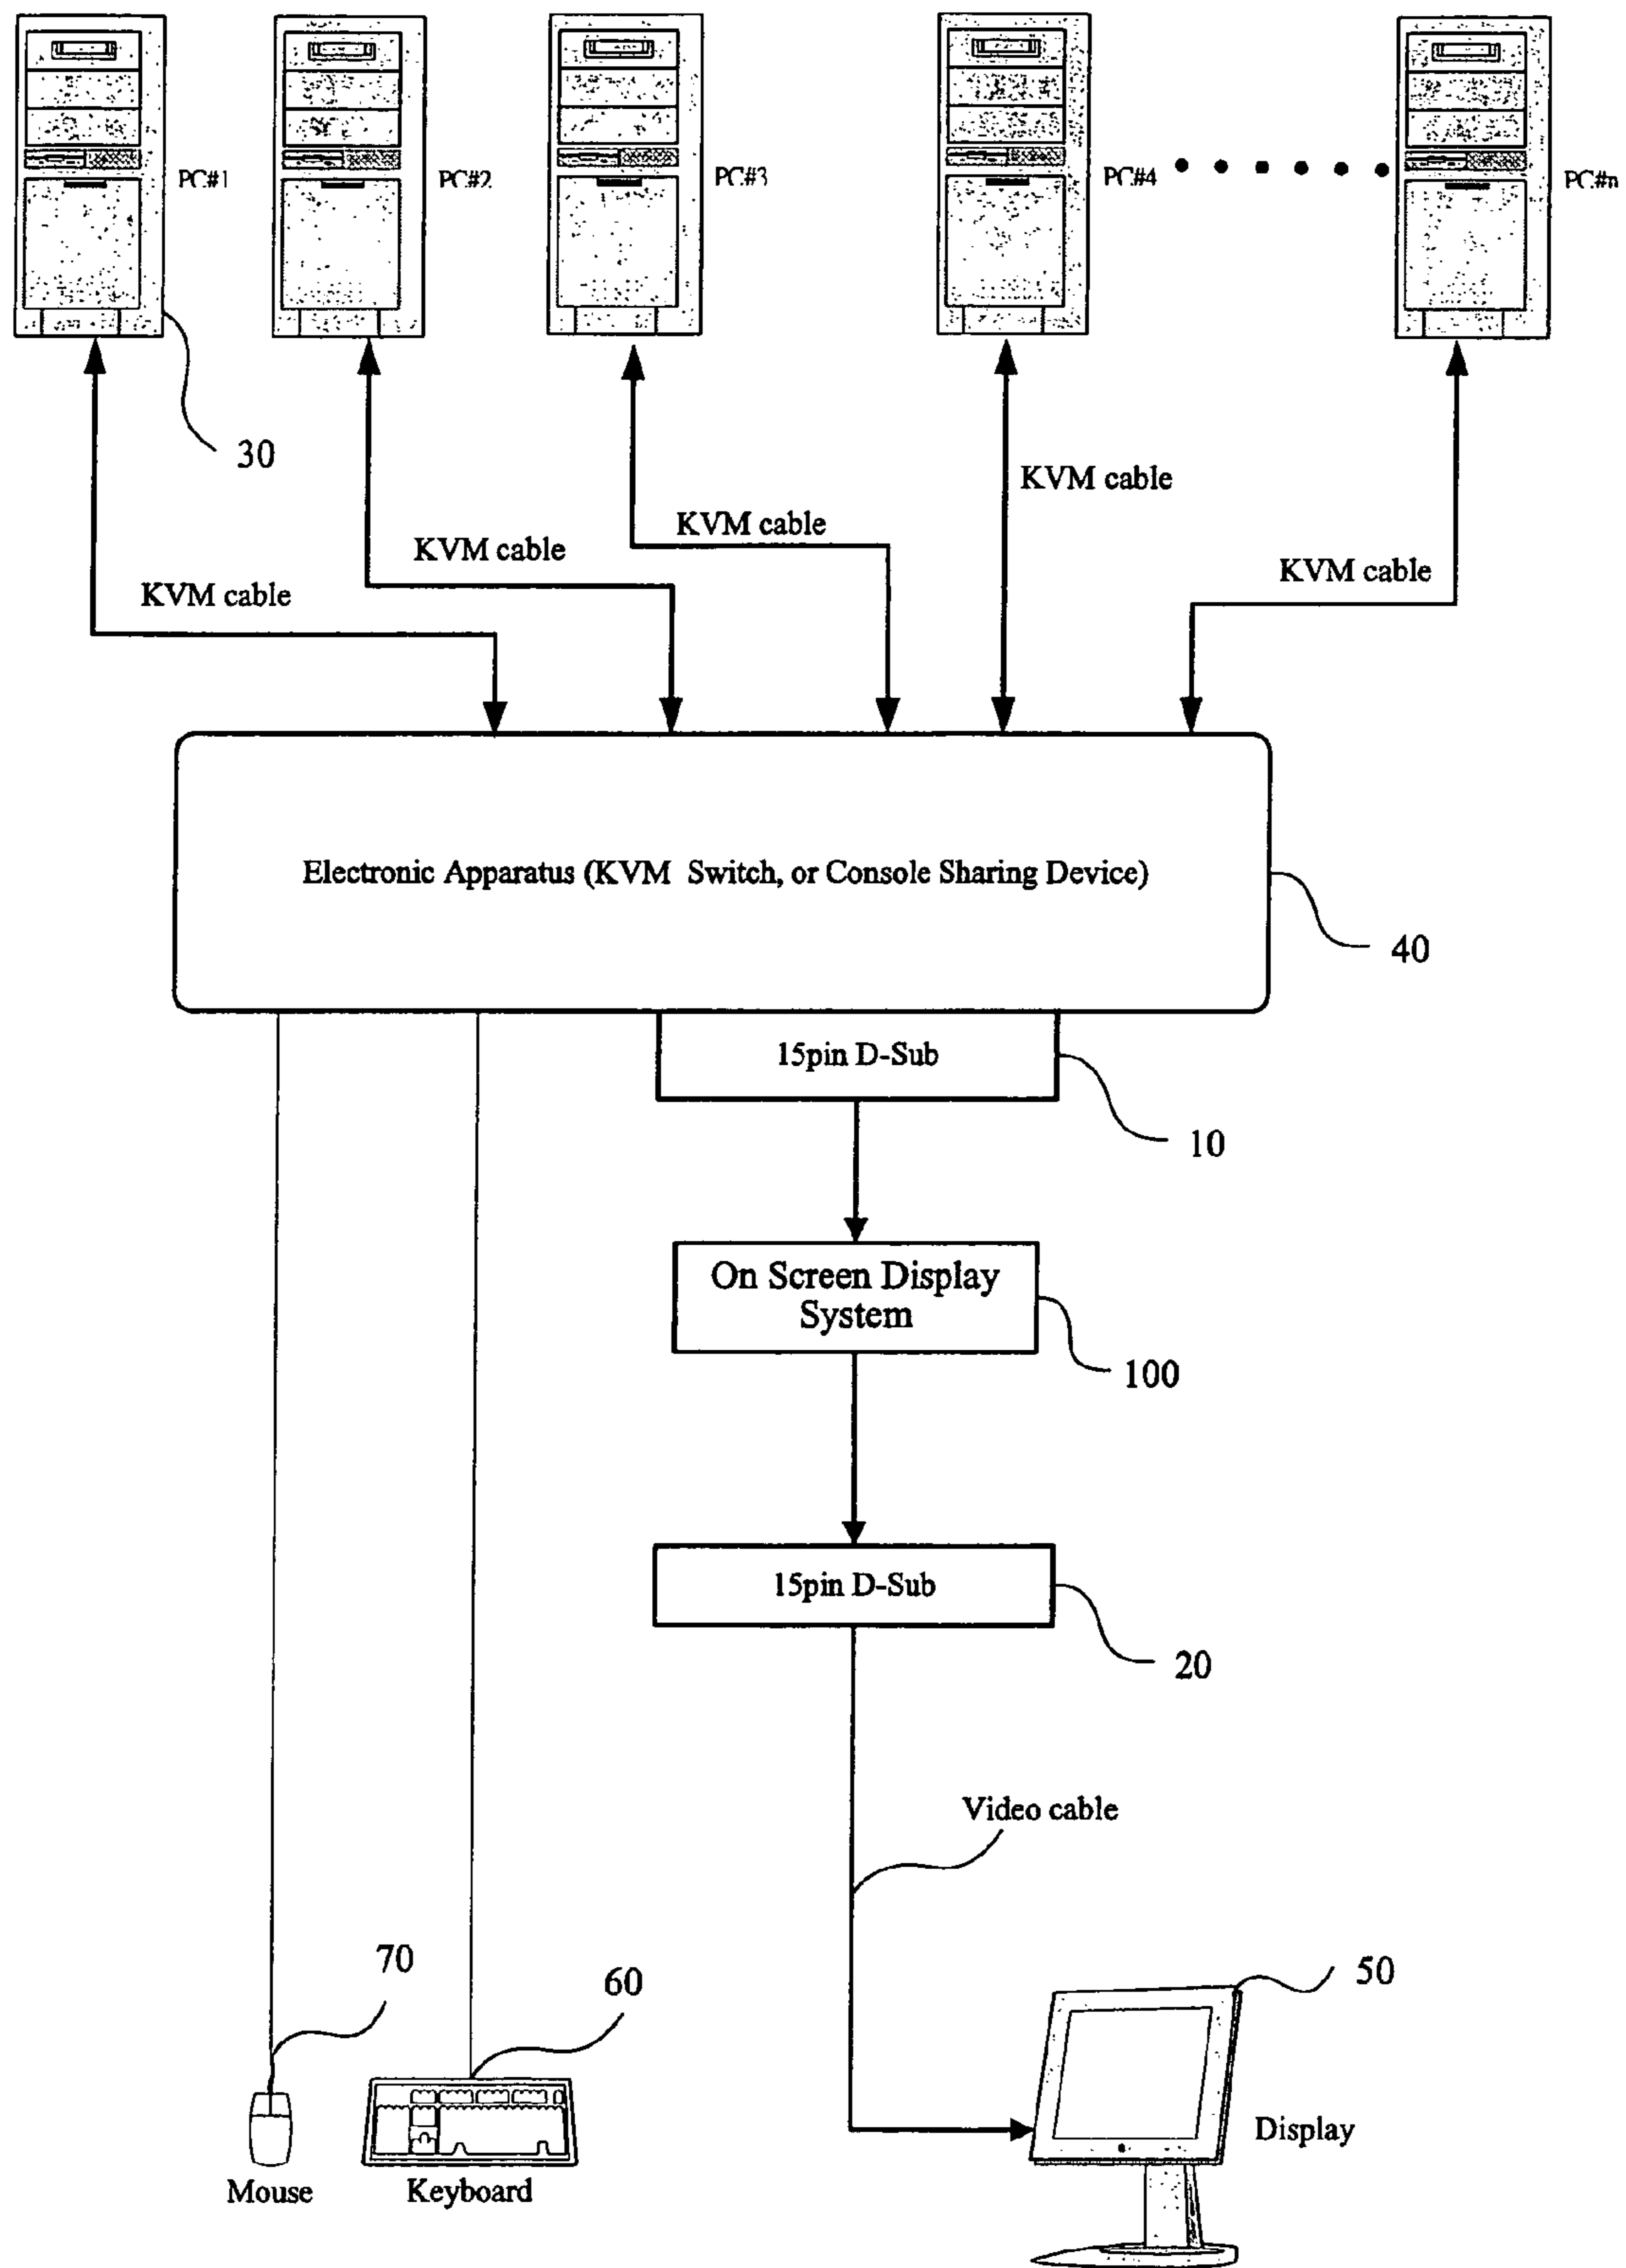 PC#1
PC#2
PC#3
PC#4
PC#n
30
KVM cable
KVM cable
KVM cable
KVM cable
KVM cable
Electronic Apparatus (KVM Switch, or Console Sharing Device)
40
15pin D-Sub
10
On Screen Display
System
100
15pin D-Sub
20
Video cable
70
60
50
Display
Mouse
Keyboard